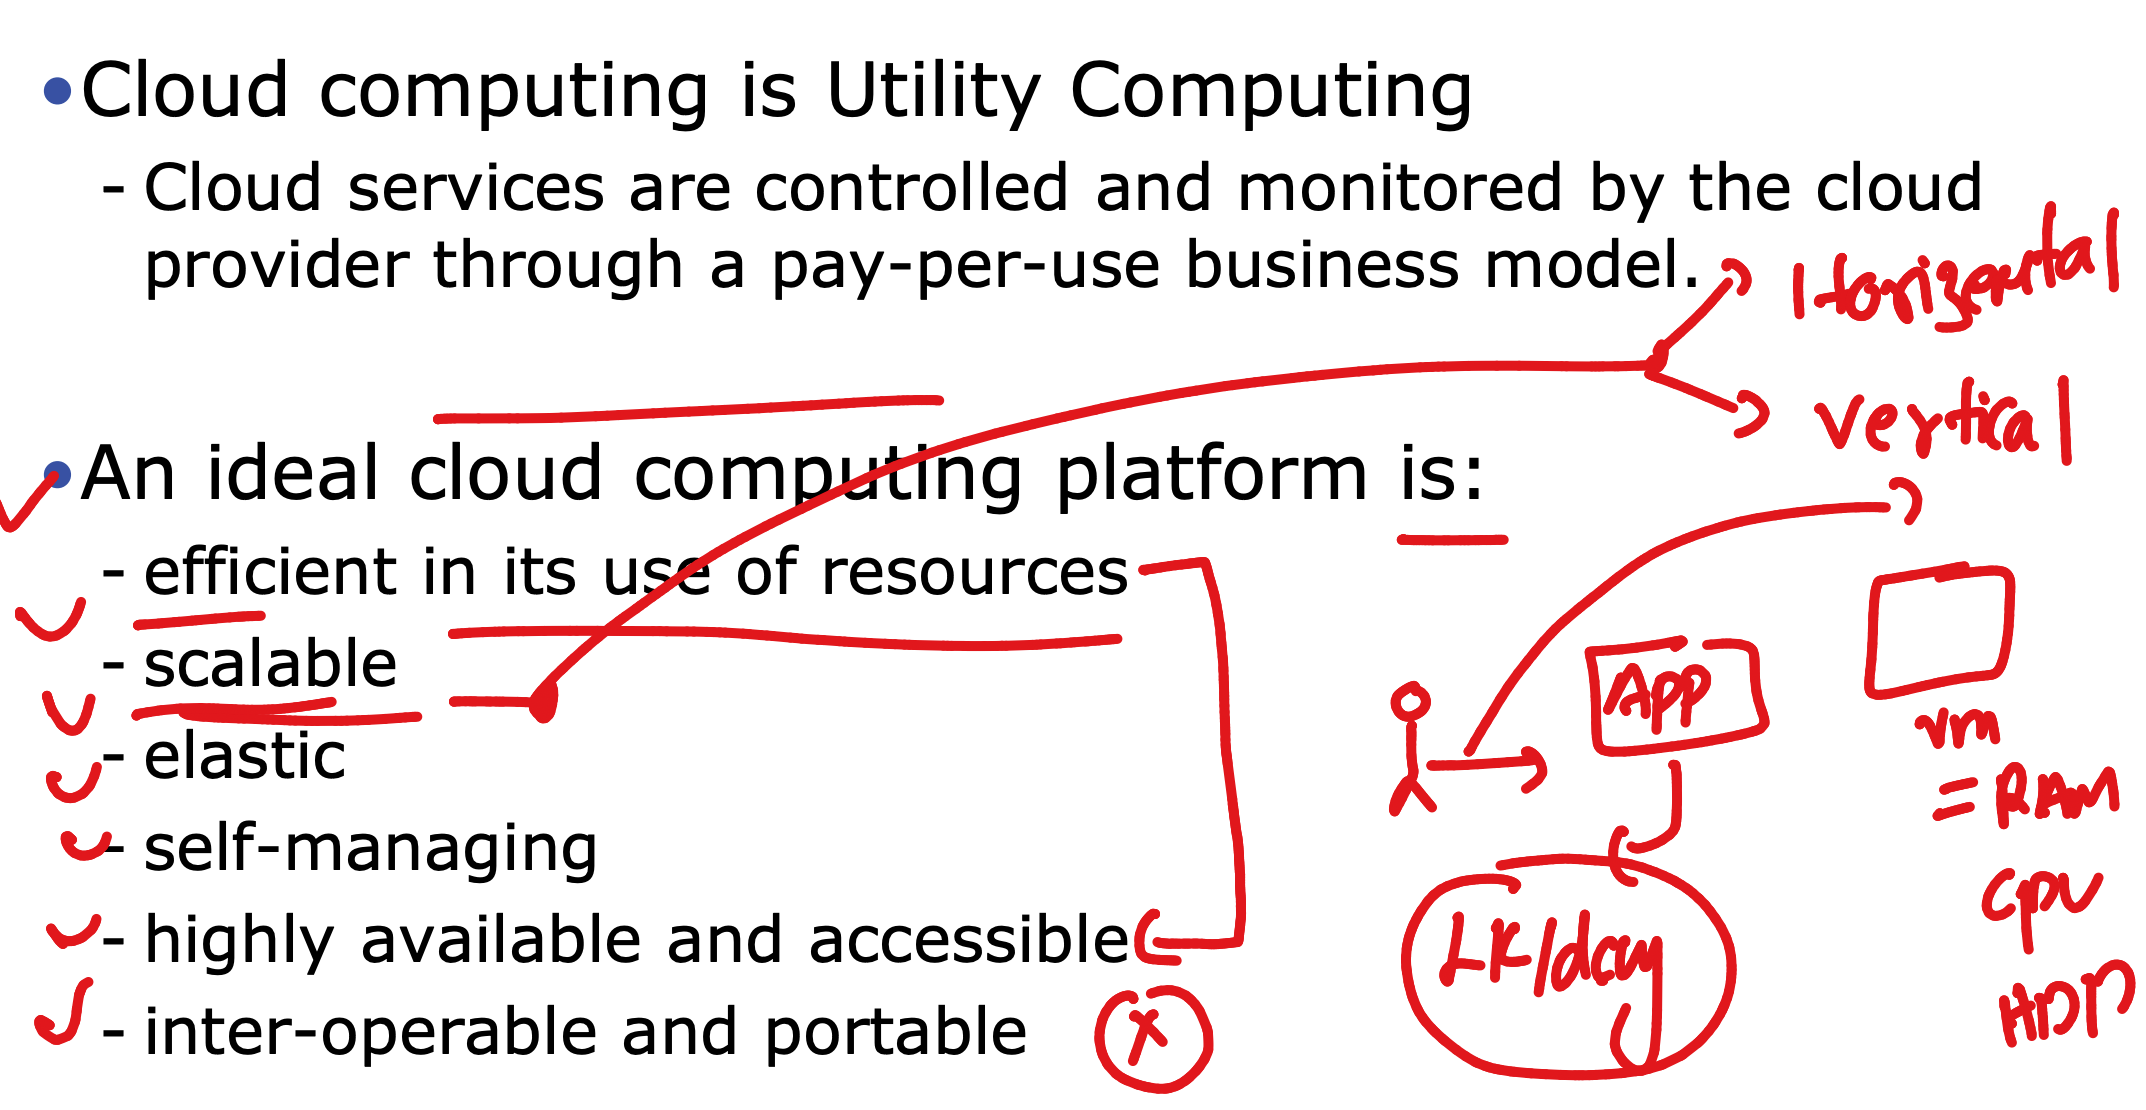 •Cloud computing is Utility Computing
- Cloud services are controlled and monitored by the cloud
provider through a pay-per-use business model.
Horizontal
vertical
•An ideal cloud computing platform is:
- efficient in its use of resources
- scalable
- elastic
- self-managing
- highly available and accessible
- inter-operable and portable
X
App
LK/day
vm
= RAM
CPU
HDD